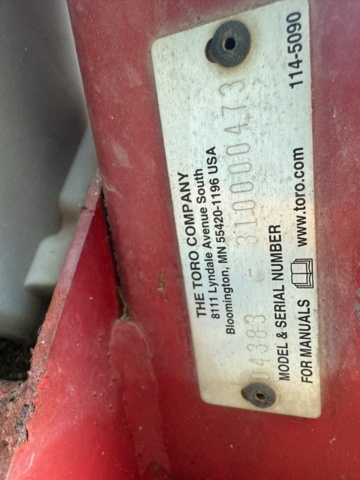 THE TORO COMPANY
8111 Lyndale Avenue South
Bloomington, MN 55420-1196 USA
04383 - 310000473
MODEL & SERIAL NUMBER
FOR MANUALS www.toro.com 114-5090